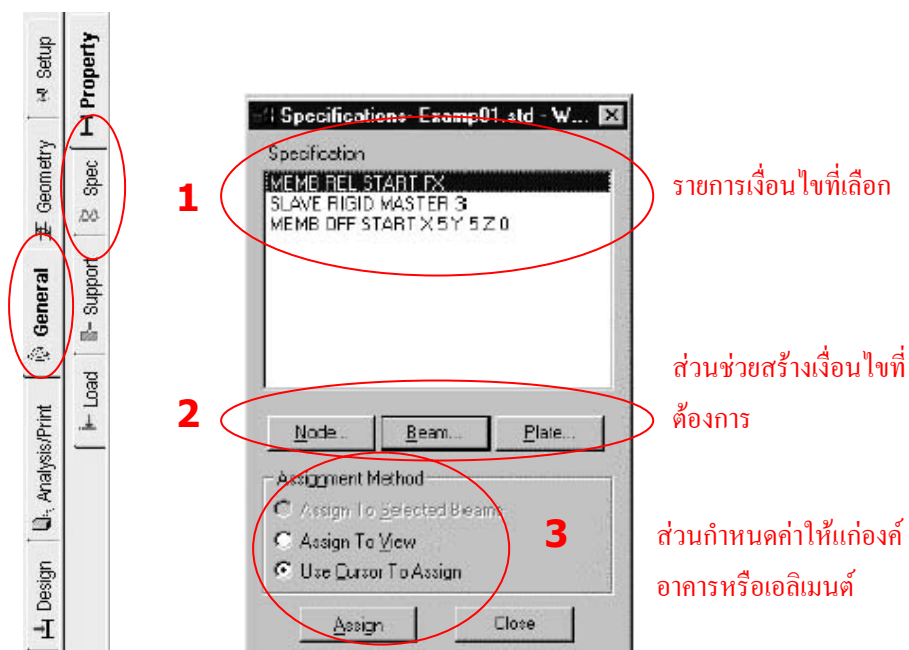 Setup
Geometry
General
Analysis/Print
Design
Property
Spec
Support
Load
Specifications- Examp01.std - W...
Specification
MEMB REL START FX
SLAVE RIGID MASTER 3
MEMB OFF START X 5 Y 5 Z 0
Node...
Beam...
Plate...
Assignment Method
Assign To Selected Beams
Assign To View
Use Cursor To Assign
Assign
Close
1
รายการเงื่อนไขที่เลือก
2
ส่วนช่วยสร้างเงื่อนไขที่
ต้องการ
3
ส่วนกำหนดค่าให้แก่องค์
อาคารหรือเอลิเมนต์